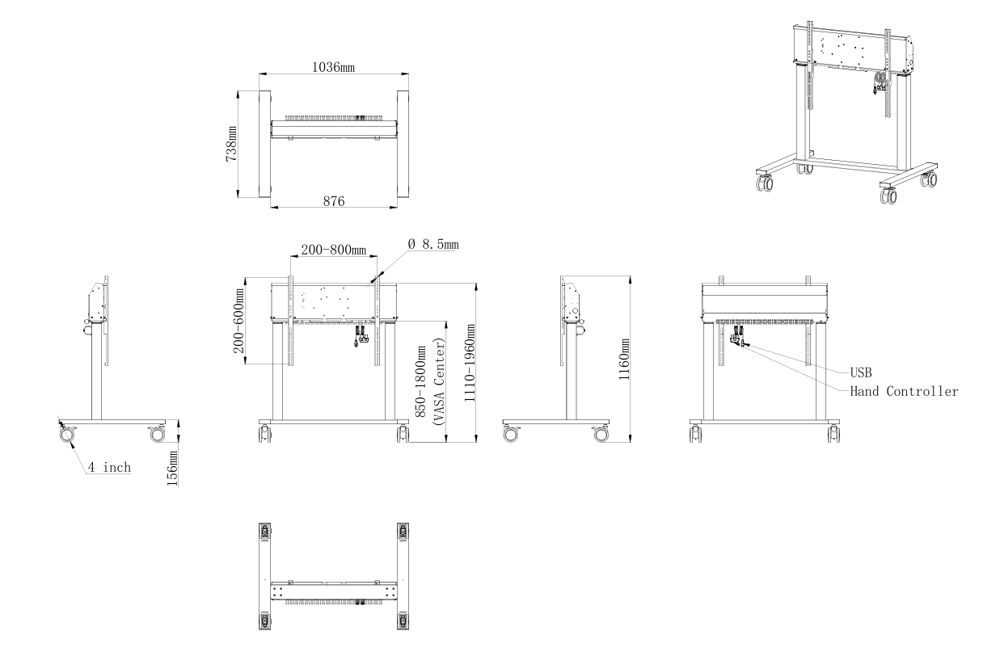 1036mm
738mm
876
200-800mm
Ø 8.5mm
200-600mm
850-1800mm
(VASA Center)
1110-1960mm
1160mm
USB
Hand Controller
4 inch
156mm